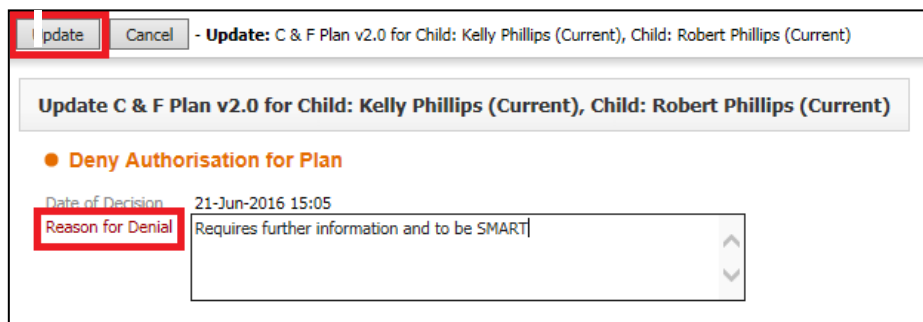 Update Cancel - Update: C & F Plan v2.0 for Child: Kelly Phillips (Current), Child: Robert Phillips (Current)
Update C & F Plan v2.0 for Child: Kelly Phillips (Current), Child: Robert Phillips (Current)
Deny Authorisation for Plan
Date of Decision 21-Jun-2016 15:05
Reason for Denial Requires further information and to be SMART